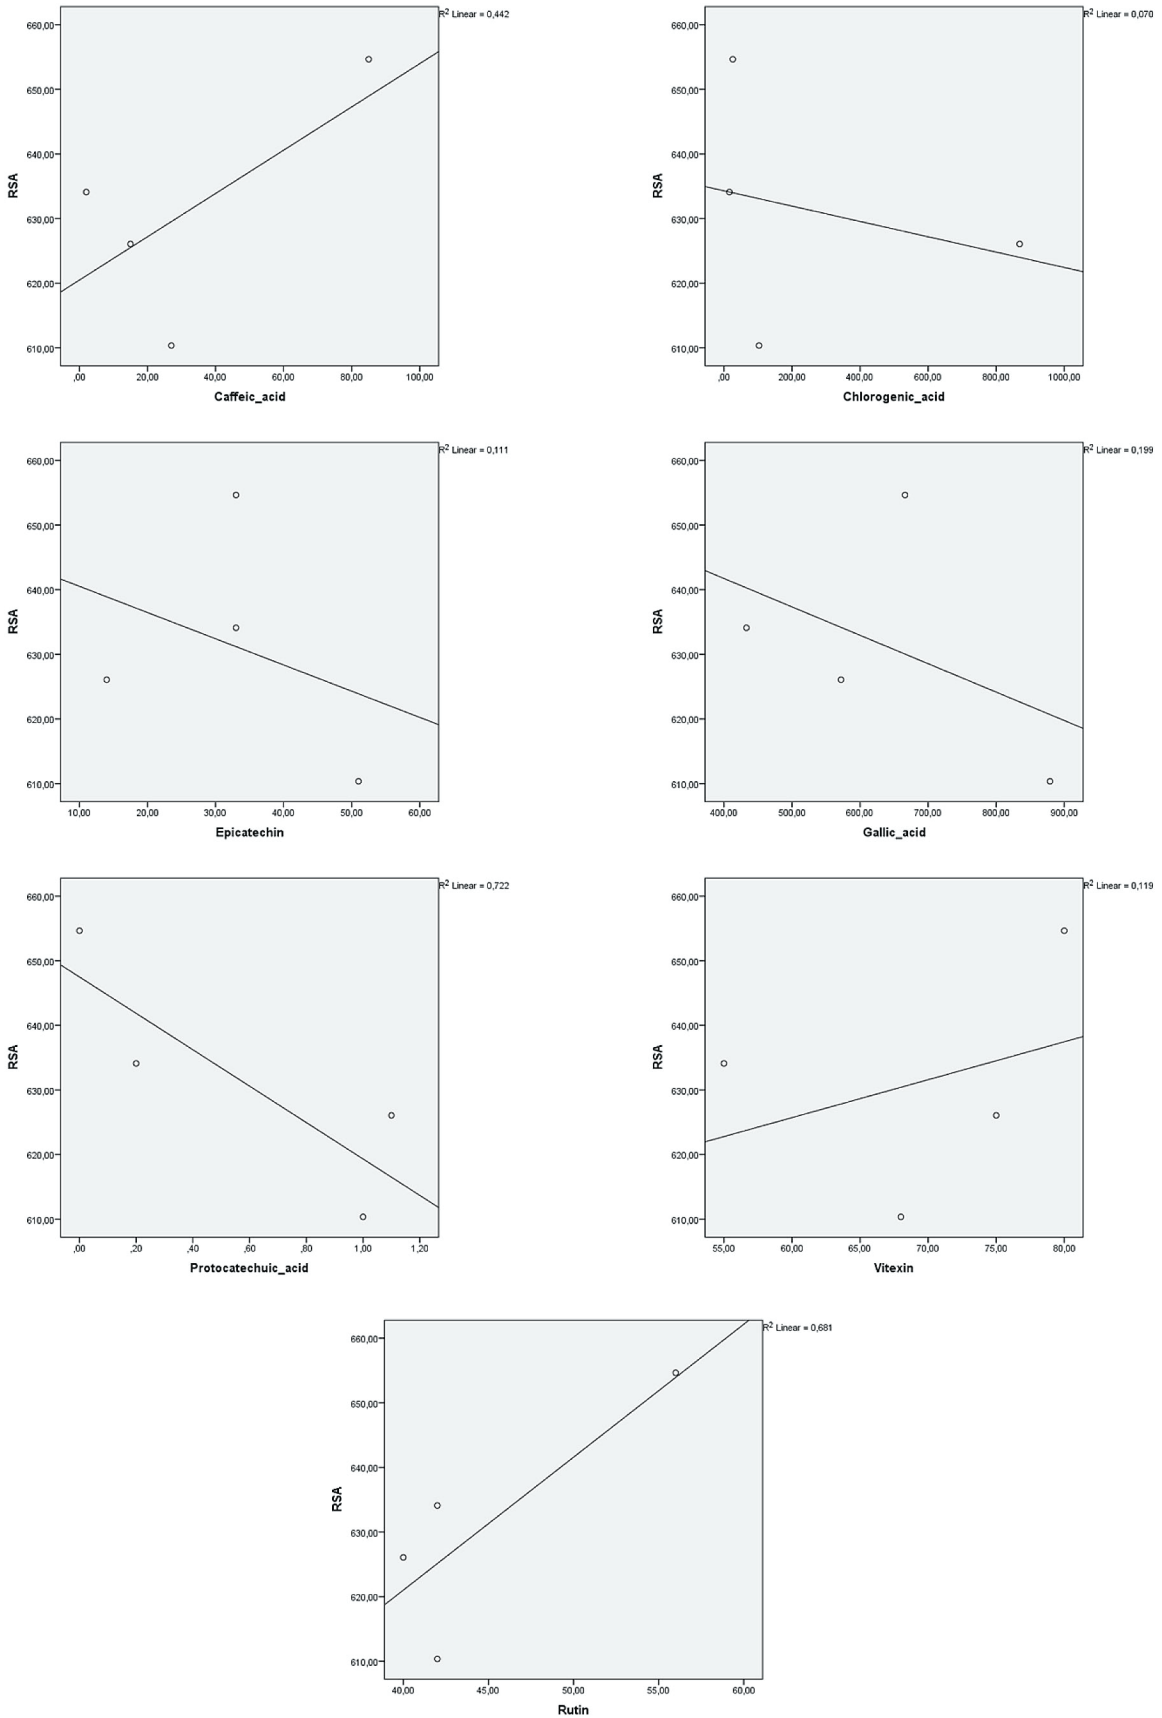 R2 Linear = 0,442
660,00
650,00
640,00
630,00
620,00
610,00
RSA
,00 20,00 40,00 60,00 80,00 100,00
Caffeic_acid
R2 Linear = 0,070
660,00
650,00
640,00
630,00
620,00
610,00
RSA
,00 200,00 400,00 600,00 800,00 1000,00
Chlorogenic_acid
R2 Linear = 0,111
660,00
650,00
640,00
630,00
620,00
610,00
RSA
10,00 20,00 30,00 40,00 50,00 60,00
Epicatechin
R2 Linear = 0,199
660,00
650,00
640,00
630,00
620,00
610,00
RSA
400,00 500,00 600,00 700,00 800,00 900,00
Gallic_acid
R2 Linear = 0,722
660,00
650,00
640,00
630,00
620,00
610,00
RSA
,00 ,20 ,40 ,60 ,80 1,00 1,20
Protocatechuic_acid
R2 Linear = 0,119
660,00
650,00
640,00
630,00
620,00
610,00
RSA
55,00 60,00 65,00 70,00 75,00 80,00
Vitexin
R2 Linear = 0,681
660,00
650,00
640,00
630,00
620,00
610,00
RSA
40,00 45,00 50,00 55,00 60,00
Rutin